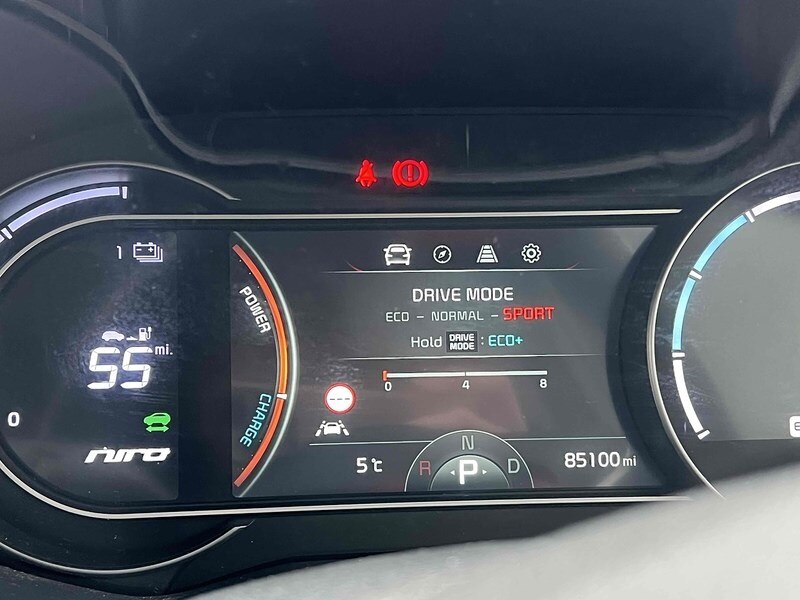 1
POWER
DRIVE MODE
ECO - NORMAL - SPORT
Hold DRIVE MODE : ECO+
55 mi.
0 4 8
---
0
CHARGE
niro
5°C
R N P D
85100 mi